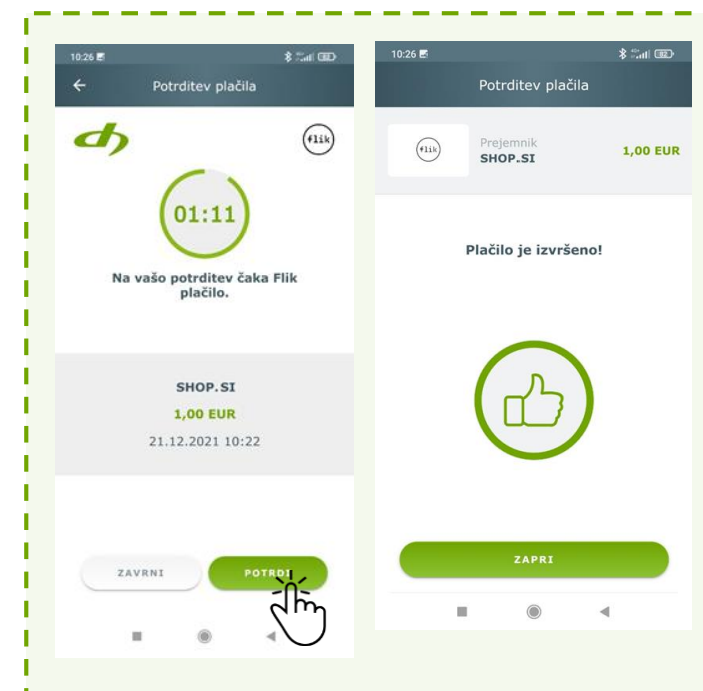 10:26
Potrditev plačila
flik
01:11
Na vašo potrditev čaka Flik
plačilo.
SHOP.SI
1,00 EUR
21.12.2021 10:22
ZAVRNI
POTRDI
10:26
Potrditev plačila
flik
Prejemnik
SHOP.SI
1,00 EUR
Plačilo je izvršeno!
ZAPRI